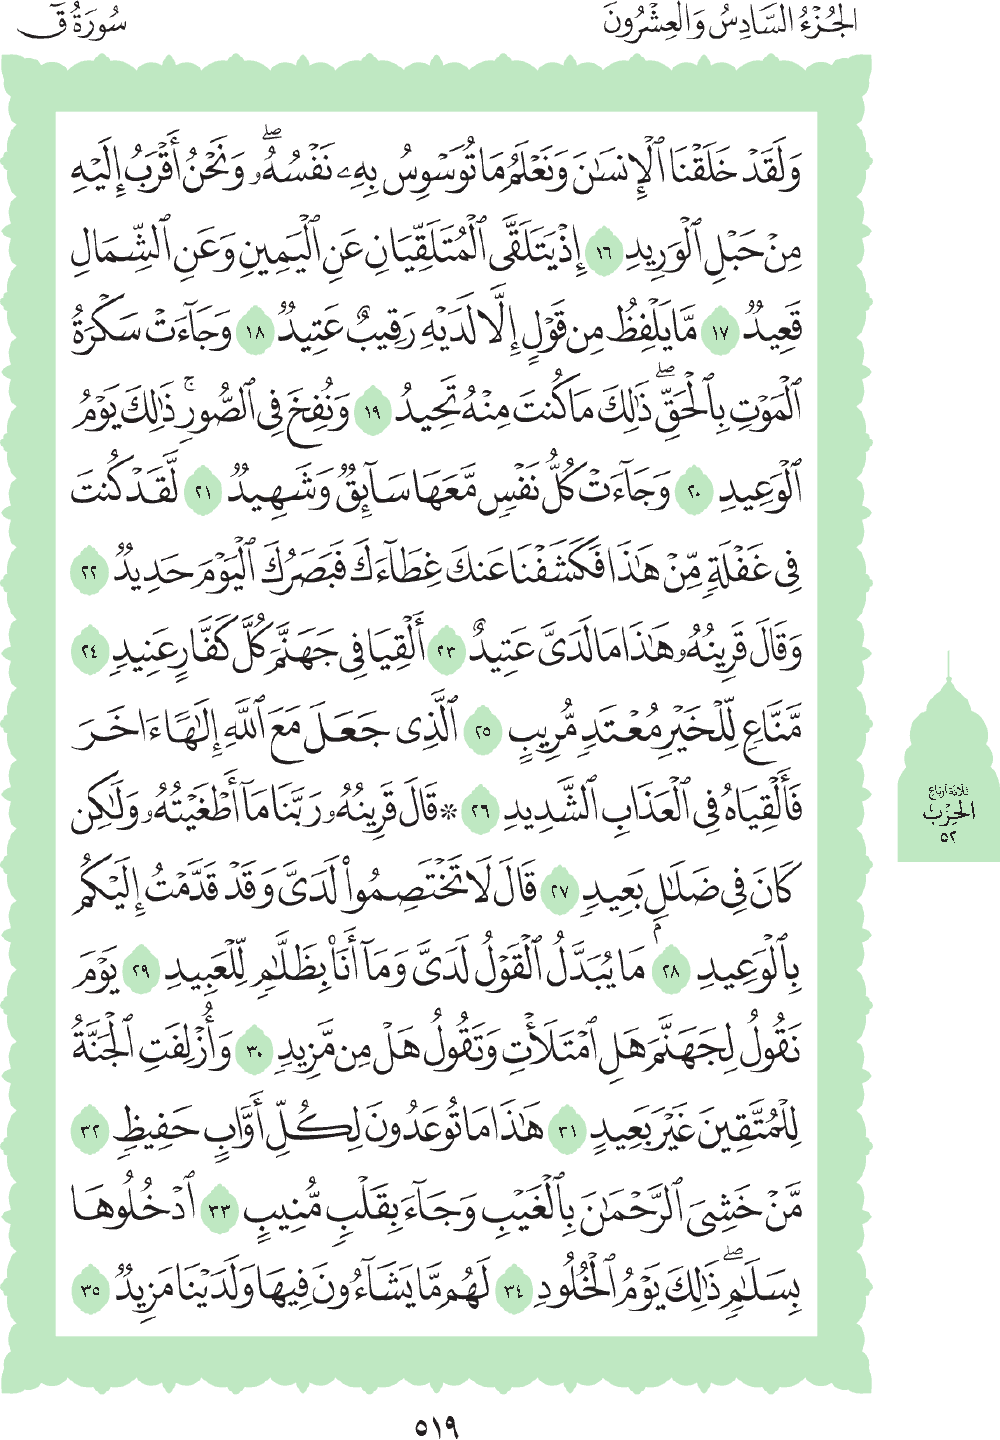 الجُزْءُ السَّادِسُ وَالعِشْرُونَ
سُورَةُ قٓ
وَلَقَدْ خَلَقْنَا ٱلْإِنسَٰنَ وَنَعْلَمُ مَا تُوَسْوِسُ بِهِۦ نَفْسُهُۥۖ وَنَحْنُ أَقْرَبُ إِلَيْهِ
مِنْ حَبْلِ ٱلْوَرِيدِ ١٦ إِذْ يَتَلَقَّى ٱلْمُتَلَقِّيَانِ عَنِ ٱلْيَمِينِ وَعَنِ ٱلشِّمَالِ
قَعِيدٌ ١٧ مَّا يَلْفِظُ مِن قَوْلٍ إِلَّا لَدَيْهِ رَقِيبٌ عَتِيدٌ ١٨ وَجَآءَتْ سَكْرَةُ
ٱلْمَوْتِ بِٱلْحَقِّۖ ذَٰلِكَ مَا كُنتَ مِنْهُ تَحِيدُ ١٩ وَنُفِخَ فِى ٱلصُّورِۚ ذَٰلِكَ يَوْمُ
ٱلْوَعِيدِ ٢٠ وَجَآءَتْ كُلُّ نَفْسٍ مَّعَهَا سَآئِقٌ وَشَهِيدٌ ٢١ لَّقَدْ كُنتَ
فِى غَفْلَةٍ مِّنْ هَٰذَا فَكَشَفْنَا عَنكَ غِطَآءَكَ فَبَصَرُكَ ٱلْيَوْمَ حَدِيدٌ ٢٢
وَقَالَ قَرِينُهُۥ هَٰذَا مَا لَدَىَّ عَتِيدٌ ٢٣ أَلْقِيَا فِى جَهَنَّمَ كُلَّ كَفَّارٍ عَنِيدٍ ٢٤
مَّنَّاعٍ لِّلْخَيْرِ مُعْتَدٍ مُّرِيبٍ ٢٥ ٱلَّذِى جَعَلَ مَعَ ٱللَّهِ إِلَٰهًا ءَاخَرَ
فَأَلْقِيَاهُ فِى ٱلْعَذَابِ ٱلشَّدِيدِ ٢٦ * قَالَ قَرِينُهُۥ رَبَّنَا مَآ أَطْغَيْتُهُۥ وَلَٰكِن
كَانَ فِى ضَلَٰلٍۭ بَعِيدٍ ٢٧ قَالَ لَا تَخْتَصِمُوا۟ لَدَىَّ وَقَدْ قَدَّمْتُ إِلَيْكُم
بِٱلْوَعِيدِ ٢٨ مَا يُبَدَّلُ ٱلْقَوْلُ لَدَىَّ وَمَآ أَنَا۠ بِظَلَّٰمٍ لِّلْعَبِيدِ ٢٩ يَوْمَ
نَقُولُ لِجَهَنَّمَ هَلِ ٱمْتَلَأْتِ وَتَقُولُ هَلْ مِن مَّزِيدٍ ٣٠ وَأُزْلِفَتِ ٱلْجَنَّةُ
لِلْمُتَّقِينَ غَيْرَ بَعِيدٍ ٣١ هَٰذَا مَا تُوعَدُونَ لِكُلِّ أَوَّابٍ حَفِيظٍ ٣٢
مَّنْ خَشِىَ ٱلرَّحْمَٰنَ بِٱلْغَيْبِ وَجَآءَ بِقَلْبٍ مُّنِيبٍ ٣٣ ٱدْخُلُوهَا
بِسَلَٰمٍۖ ذَٰلِكَ يَوْمُ ٱلْخُلُودِ ٣٤ لَهُم مَّا يَشَآءُونَ فِيهَا وَلَدَيْنَا مَزِيدٌ ٣٥
ثلاثة أرباع
الحِزْب
٥٢
٥١٩